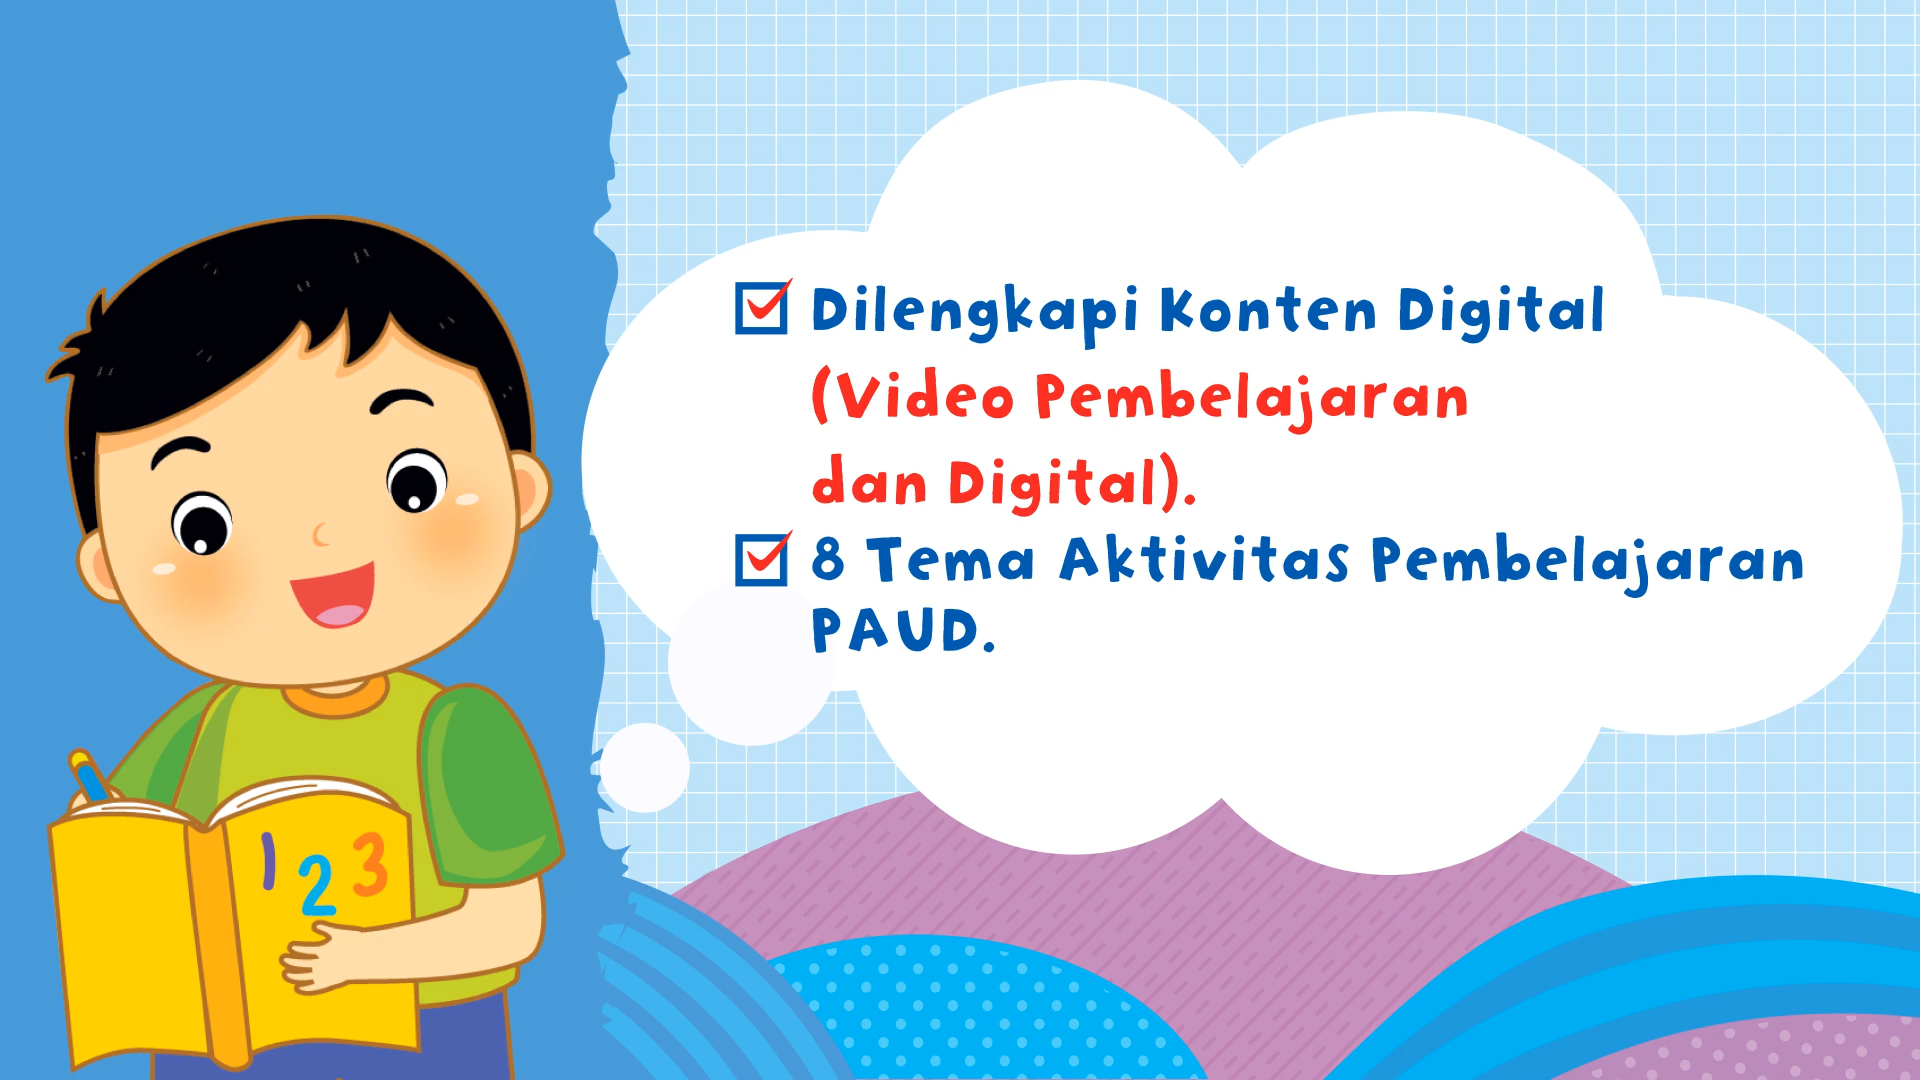 Dilengkapi Konten Digital
(Video Pembelajaran
dan Digital).
8 Tema Aktivitas Pembelajaran
PAUD.
1 2 3